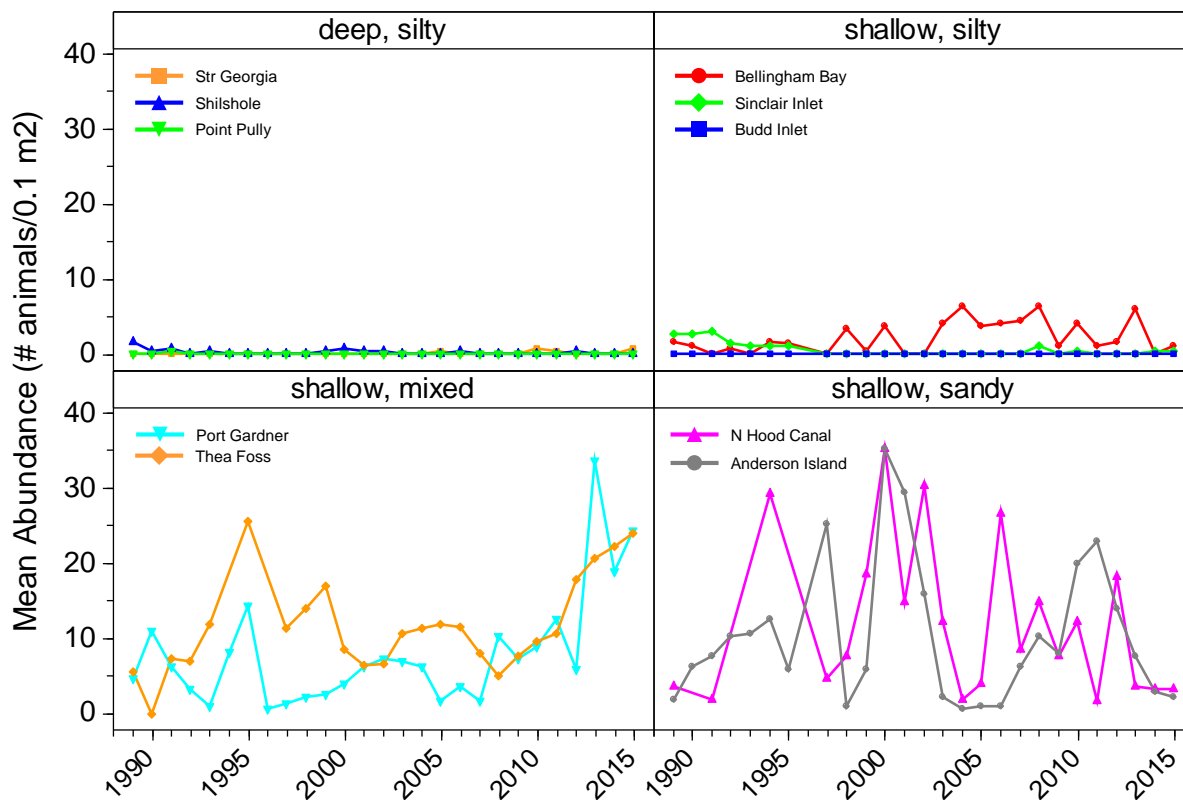 deep, silty
shallow, silty
40
30
20
10
0
Str Georgia
Shilshole
Point Pully
Bellingham Bay
Sinclair Inlet
Budd Inlet
Mean Abundance (# animals/0.1 m2)
shallow, mixed
shallow, sandy
40
30
20
10
0
Port Gardner
Thea Foss
N Hood Canal
Anderson Island
1990
1995
2000
2005
2010
2015
1990
1995
2000
2005
2010
2015